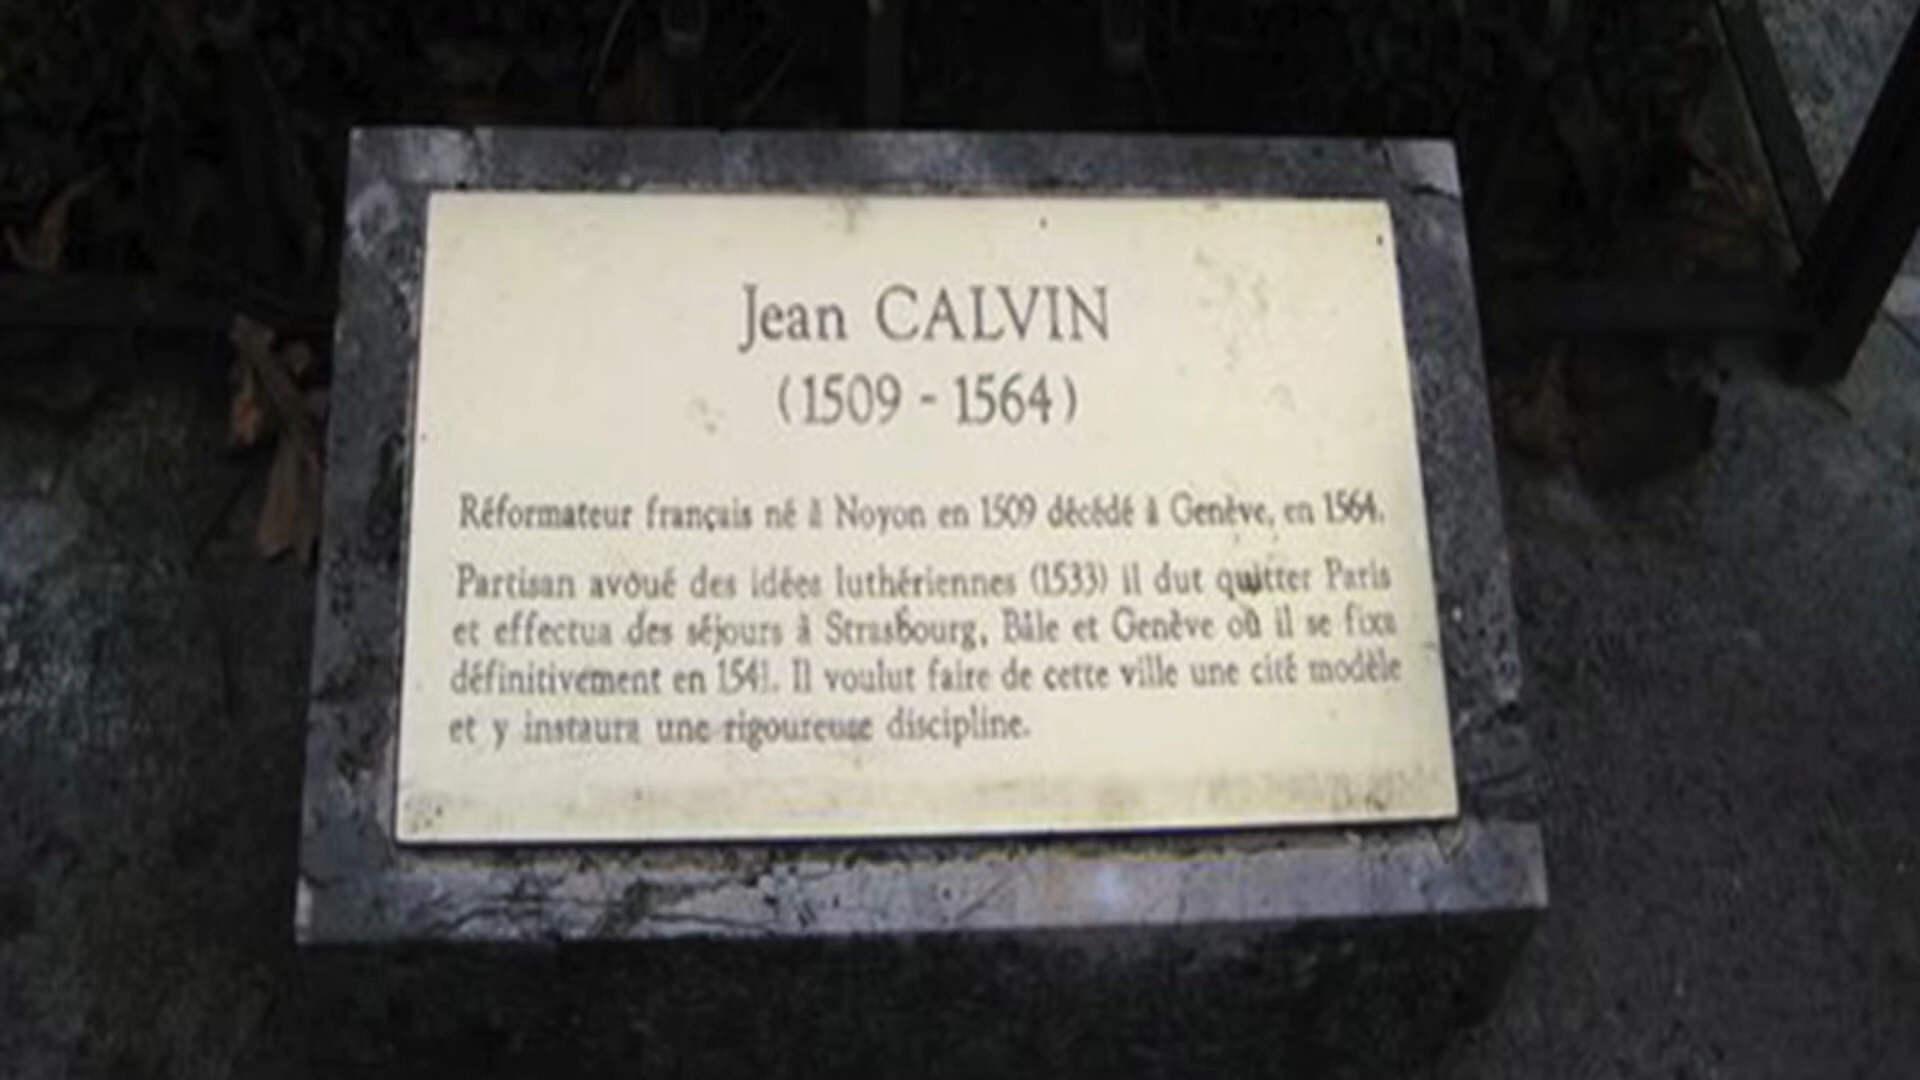 Jean CALVIN
(1509 - 1564)
Réformateur français né à Noyon en 1509 décédé à Genève, en 1564.
Partisan avoué des idées luthériennes (1533) il dut quitter Paris
et effectua des séjours à Strasbourg, Bâle et Genève où il se fixa
définitivement en 1541. Il voulut faire de cette ville une cité modèle
et y instaura une rigoureuse discipline.